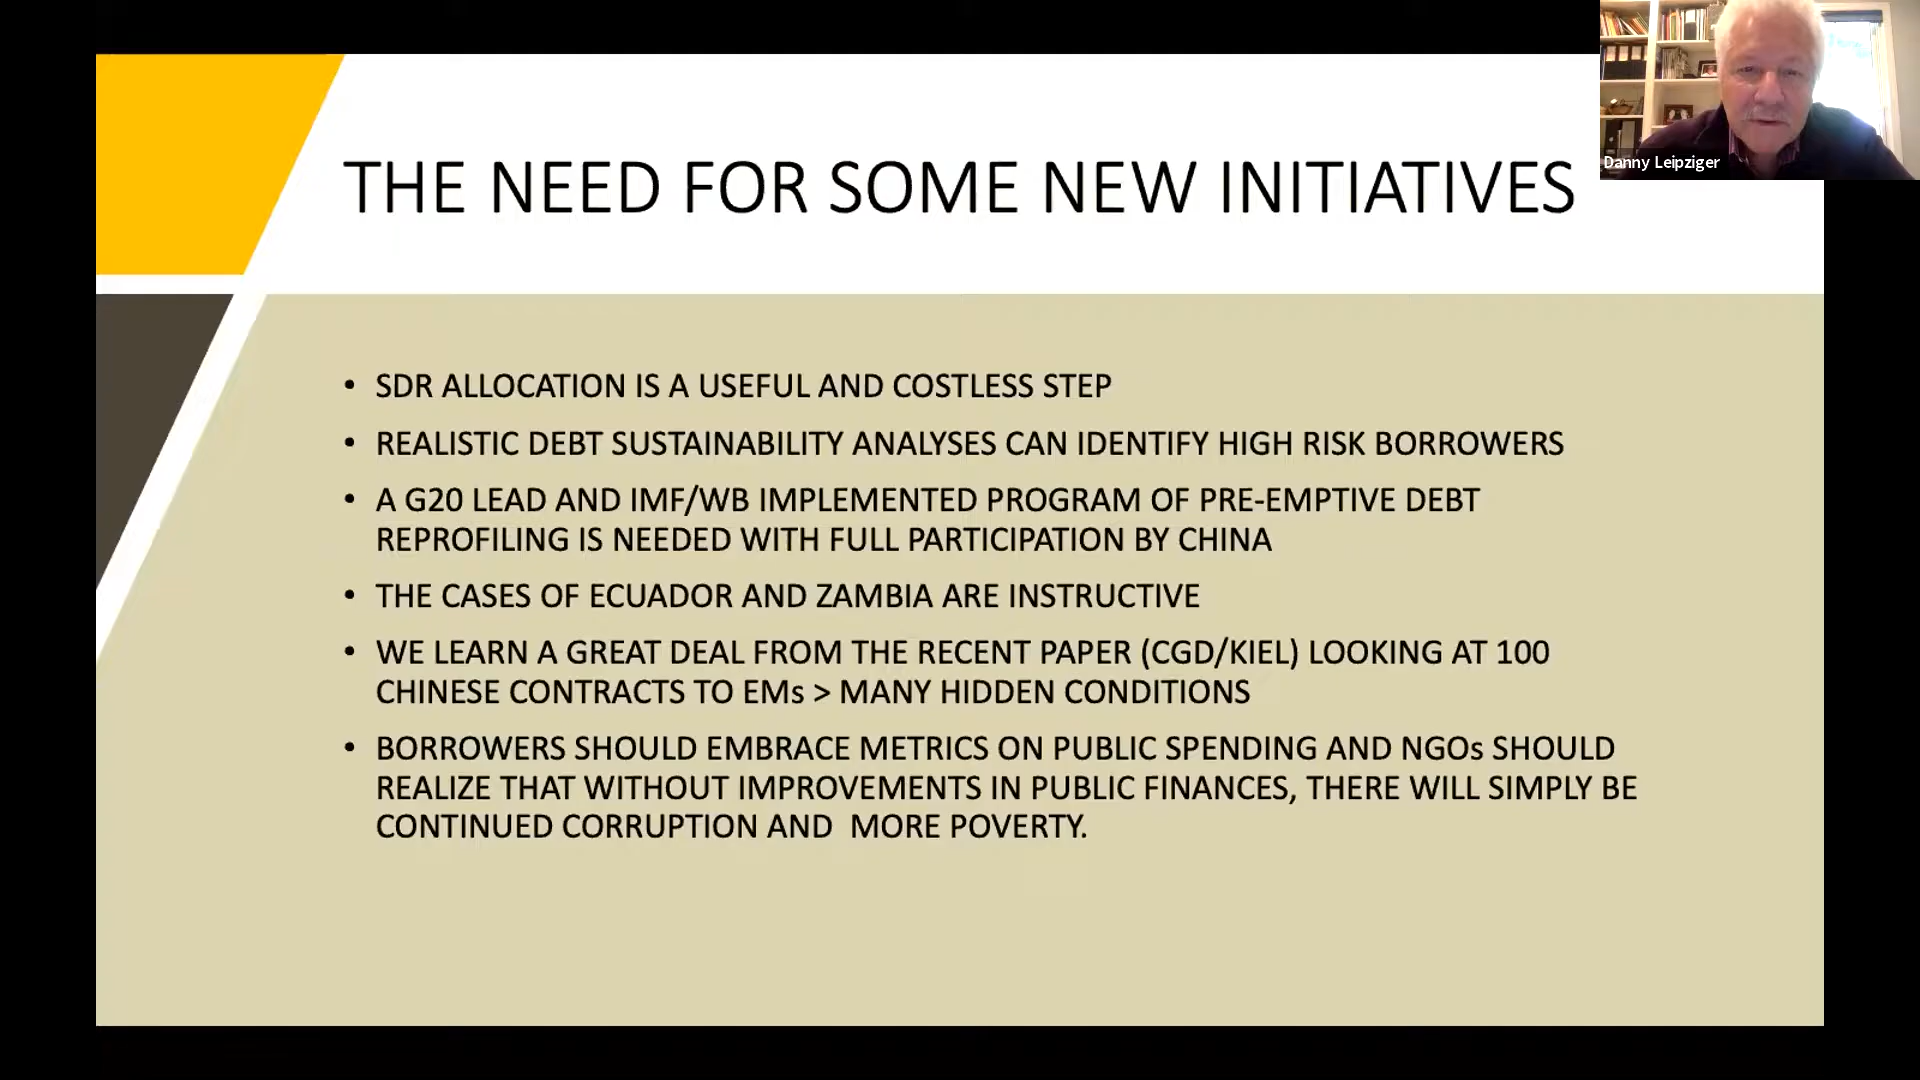 Danny Leipziger
THE NEED FOR SOME NEW INITIATIVES
• SDR ALLOCATION IS A USEFUL AND COSTLESS STEP
• REALISTIC DEBT SUSTAINABILITY ANALYSES CAN IDENTIFY HIGH RISK BORROWERS
• A G20 LEAD AND IMF/WB IMPLEMENTED PROGRAM OF PRE-EMPTIVE DEBT
REPROFILING IS NEEDED WITH FULL PARTICIPATION BY CHINA
• THE CASES OF ECUADOR AND ZAMBIA ARE INSTRUCTIVE
• WE LEARN A GREAT DEAL FROM THE RECENT PAPER (CGD/KIEL) LOOKING AT 100
CHINESE CONTRACTS TO EMs > MANY HIDDEN CONDITIONS
• BORROWERS SHOULD EMBRACE METRICS ON PUBLIC SPENDING AND NGOs SHOULD
REALIZE THAT WITHOUT IMPROVEMENTS IN PUBLIC FINANCES, THERE WILL SIMPLY BE
CONTINUED CORRUPTION AND  MORE POVERTY.